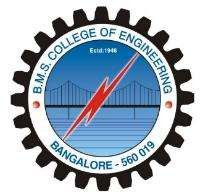 B.M.S. COLLEGE OF ENGINEERING
Estd.1946
BANGALORE - 560 019